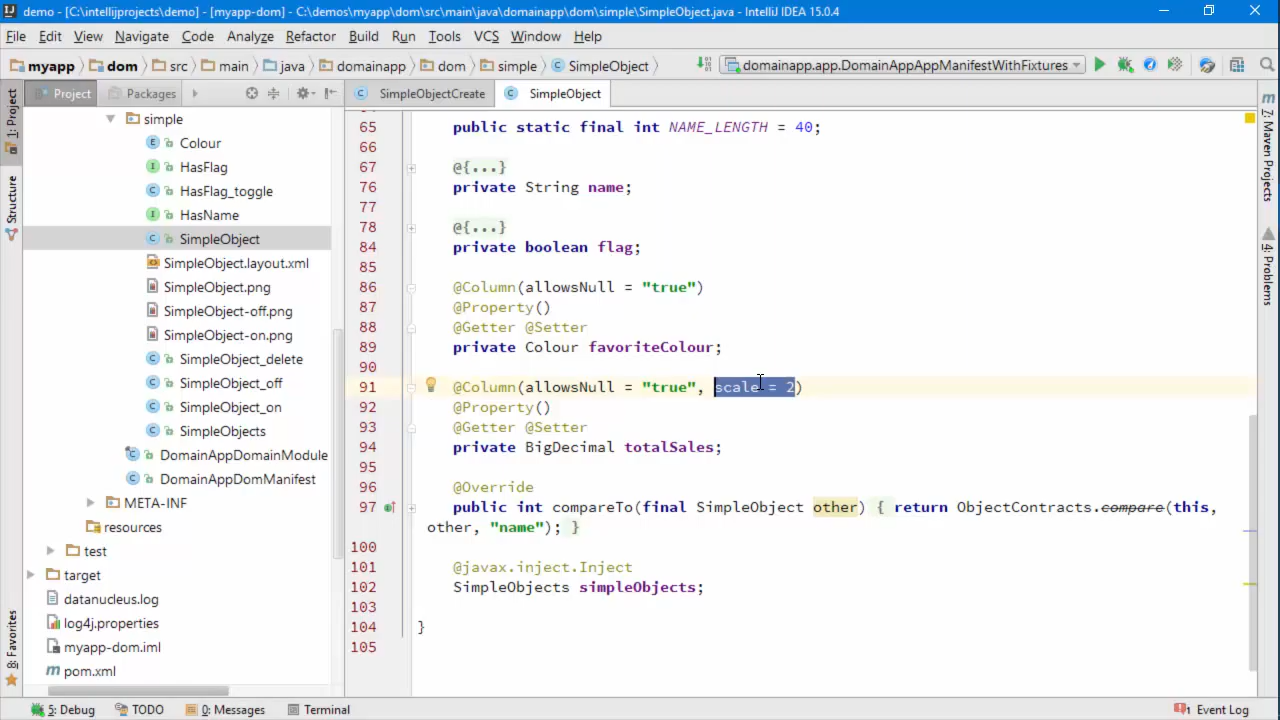 demo - [C:\intellijprojects\demo] - [myapp-dom] - C:\demos\myapp\dom\src\main\java\domainapp\dom\simple\SimpleObject.java - IntelliJ IDEA 15.0.4
File Edit View Navigate Code Analyze Refactor Build Run Tools VCS Window Help
myapp dom src main java domainapp dom simple SimpleObject domainapp.app.DomainAppAppManifestWithFixtures
Project Packages SimpleObjectCreate SimpleObject
1: Project
Structure
8: Favorites
simple
Colour
HasFlag
HasFlag_toggle
HasName
SimpleObject
SimpleObject.layout.xml
SimpleObject.png
SimpleObject-off.png
SimpleObject-on.png
SimpleObject_delete
SimpleObject_off
SimpleObject_on
SimpleObjects
DomainAppDomainModule
DomainAppDomManifest
META-INF
resources
test
target
datanucleus.log
log4j.properties
myapp-dom.iml
pom.xml
65 public static final int NAME_LENGTH = 40;
66
67 @{...}
76 private String name;
77
78 @{...}
84 private boolean flag;
85
86 @Column(allowsNull = "true")
87 @Property()
88 @Getter @Setter
89 private Colour favoriteColour;
90
91 @Column(allowsNull = "true", scale = 2)
92 @Property()
93 @Getter @Setter
94 private BigDecimal totalSales;
95
96 @Override
97 public int compareTo(final SimpleObject other) { return ObjectContracts.compare(this,
other, "name"); }
100
101 @javax.inject.Inject
102 SimpleObjects simpleObjects;
103
104 }
105
Maven Projects
4: Problems
5: Debug TODO 0: Messages Terminal Event Log